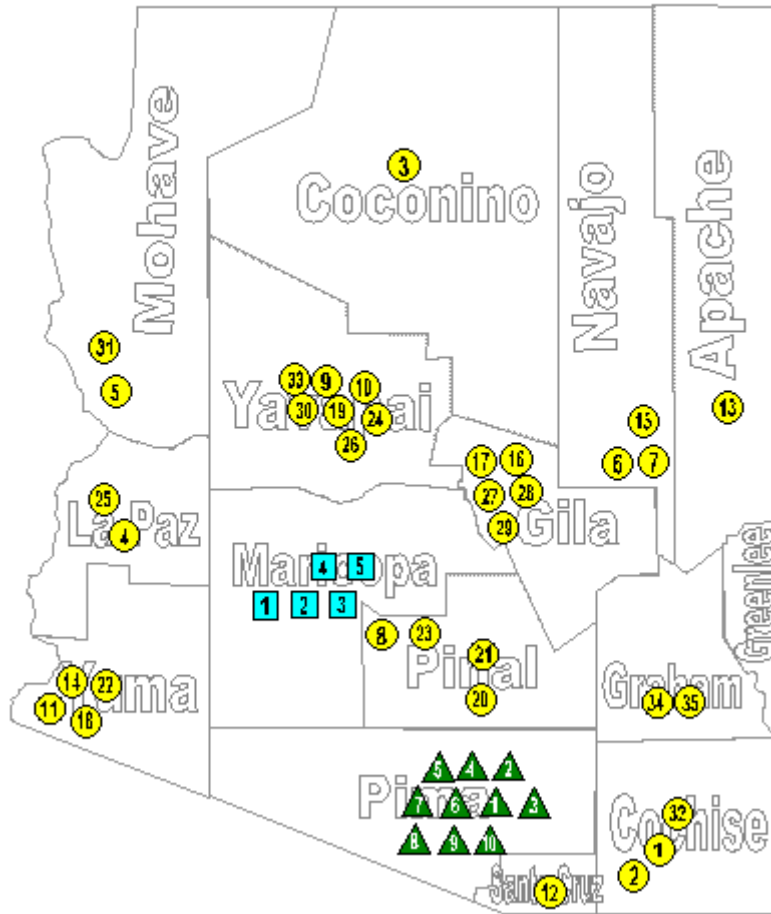 3
Coconino
Mohave
Navajo
Apache
31
5
33 9 10
30 19 24
Yavapai
26
13
15
6 7
17 16
27 28
29
Gila
25
La Paz
4
Maricopa
4 5
1 2 3
Greenlee
8 23
21
Pinal
20
14 22
Yuma
11 18
Graham
34 35
5 4 2
Pima
7 6 1 3
8 9 10
32
Cochise
1
2
Santa Cruz
12